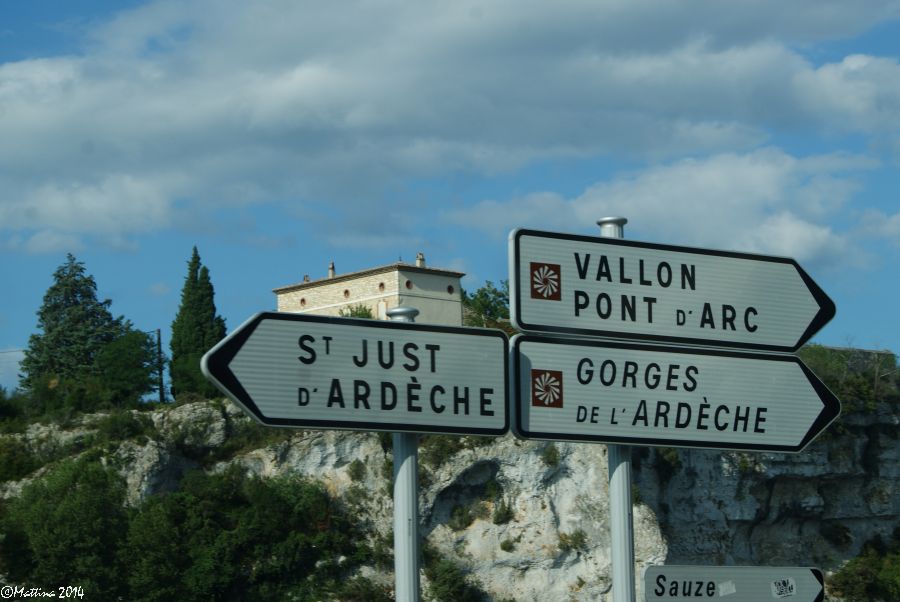 VALLON
PONT D'ARC
ST JUST
D'ARDÈCHE
GORGES
DE L'ARDÈCHE
SAUZE
©Mattina 2014